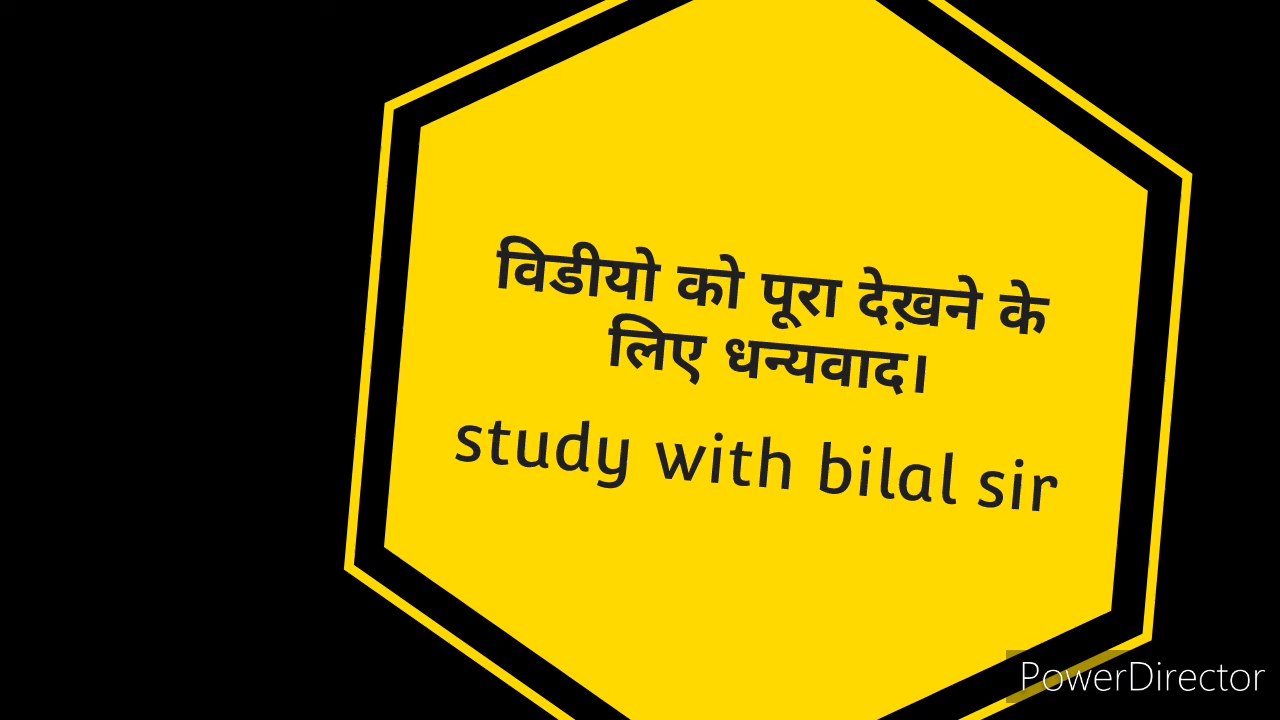 विडीयो को पूरा देख़ने के
लिए धन्यवाद।
study with bilal sir
PowerDirector